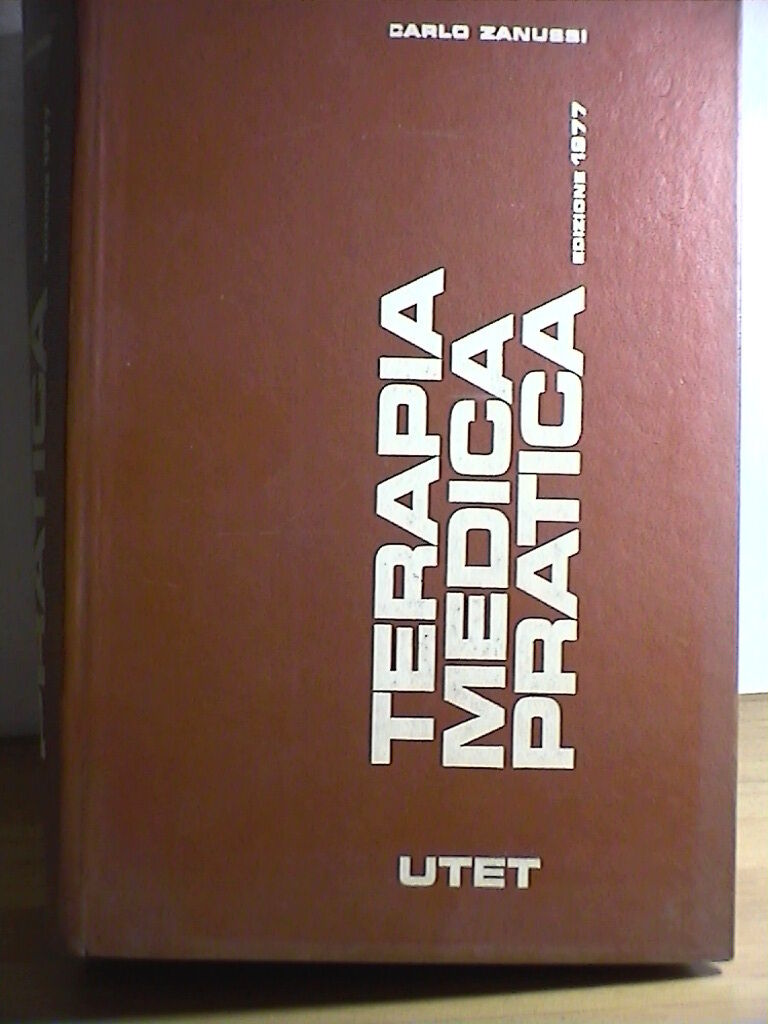 CARLO ZANUSSI
TERAPIA
MEDICA
PRATICA EDIZIONE 1977
UTET